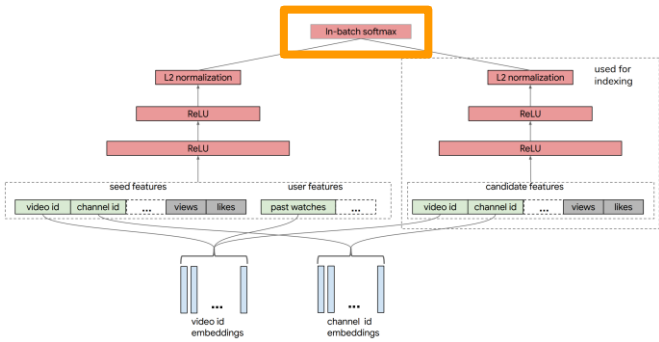 In-batch softmax
L2 normalization
L2 normalization
used for
indexing
ReLU
ReLU
ReLU
ReLU
seed features
user features
candidate features
video id
channel id
...
views
likes
past watches
...
video id
channel id
...
views
likes
...
...
video id
embeddings
channel id
embeddings